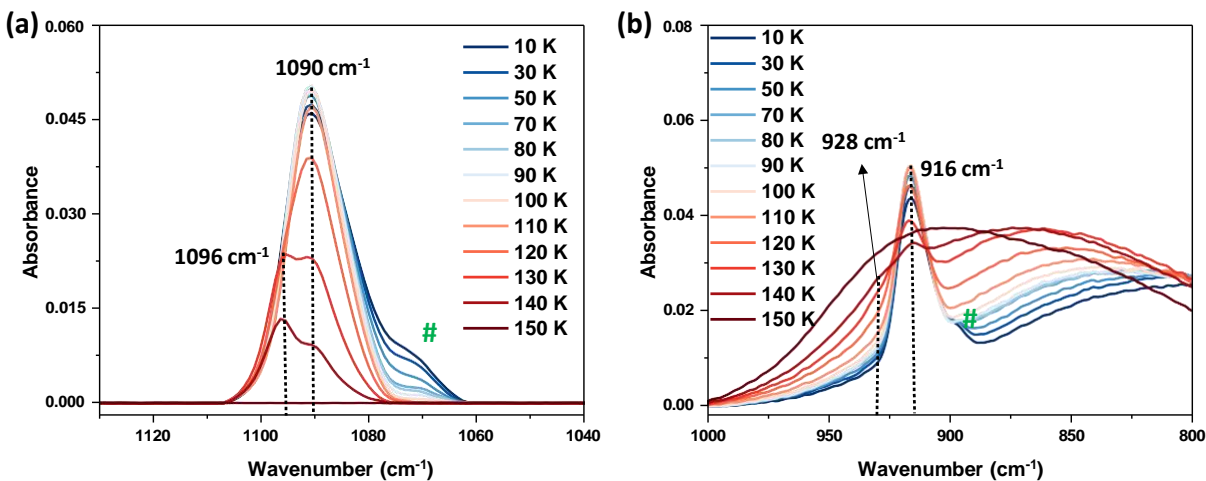 (a)
0.060
0.045
0.030
0.015
0.000
Absorbance
1120
1100
1080
1060
1040
Wavenumber (cm-1)
1090 cm-1
1096 cm-1
#
10 K
30 K
50 K
70 K
80 K
90 K
100 K
110 K
120 K
130 K
140 K
150 K
(b)
0.08
0.06
0.04
0.02
0.00
Absorbance
1000
950
900
850
800
Wavenumber (cm-1)
10 K
30 K
50 K
70 K
80 K
90 K
100 K
110 K
120 K
130 K
140 K
150 K
928 cm-1
916 cm-1
#